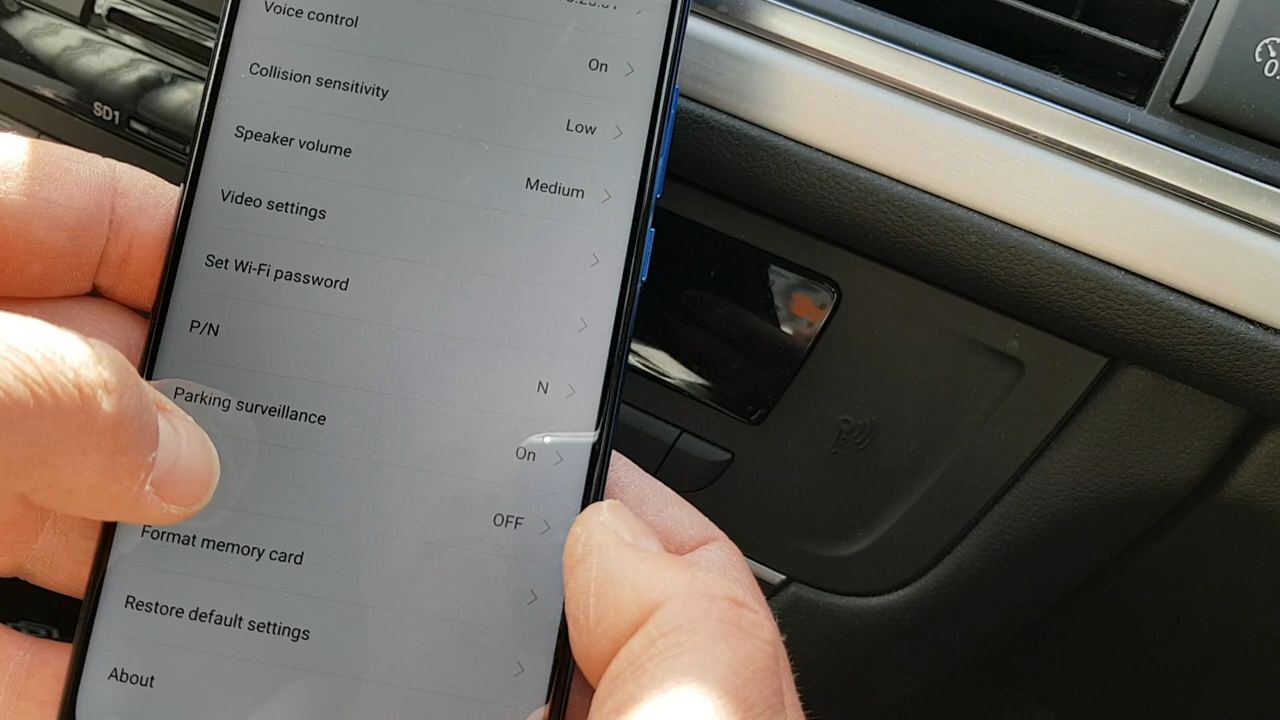 Voice control
On
Collision sensitivity
Low
Speaker volume
Medium
Video settings
Set Wi-Fi password
P/N
N
Parking surveillance
On
OFF
Format memory card
Restore default settings
About
SD1